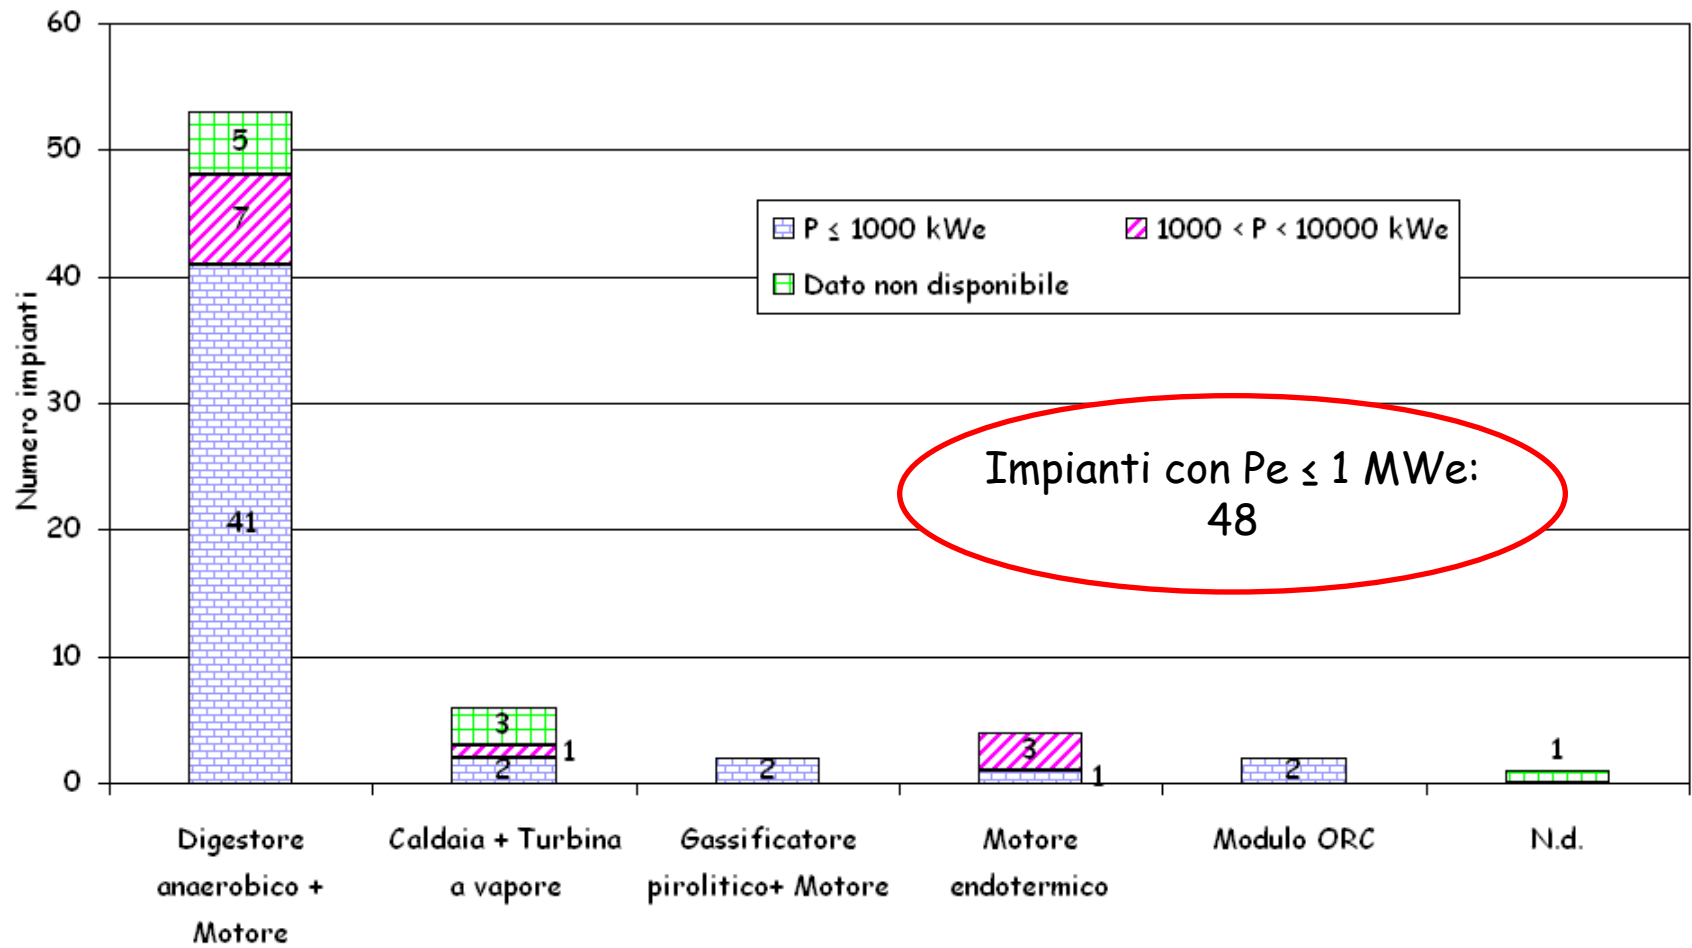 60
50
40
30
20
10
0
Numero impianti
5
7
41
3
1
2
2
3
1
2
1
P ≤ 1000 kWe
1000 < P < 10000 kWe
Dato non disponibile
Impianti con Pe ≤ 1 MWe:
48
Digestore
anaerobico +
Motore
Caldaia + Turbina
a vapore
Gassificatore
pirolitico+ Motore
Motore
endotermico
Modulo ORC
N.d.